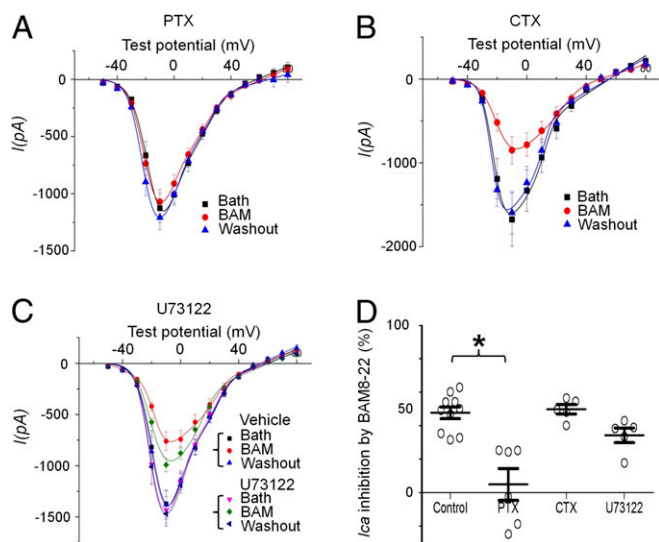 A
PTX
Test potential (mV)
-40 0 40 80
0
-500
-1000
-1500
I(pA)
Bath
BAM
Washout
B
CTX
Test potential (mV)
-40 0 40 80
0
-1000
-2000
I(pA)
Bath
BAM
Washout
C
U73122
Test potential (mV)
-40 0 40 80
0
-500
-1000
-1500
I(pA)
Vehicle
Bath
BAM
Washout
U73122
Bath
BAM
Washout
D
Ica inhibition by BAM8-22 (%)
100
50
0
*
Control PTX CTX U73122